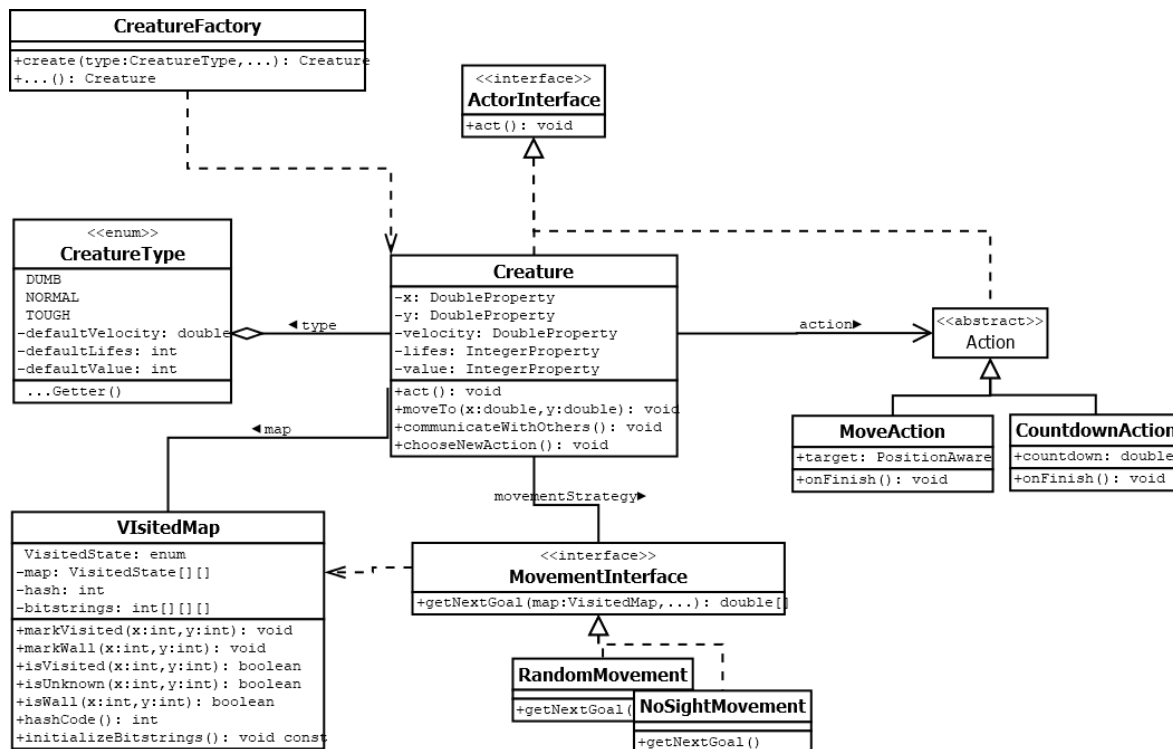 CreatureFactory
+create(type:CreatureType,...): Creature
+...(): Creature
<<interface>>
ActorInterface
+act(): void
<<enum>>
CreatureType
DUMB
NORMAL
TOUGH
-defaultVelocity: double
-defaultLifes: int
-defaultValue: int
...Getter()
◄type
Creature
-x: DoubleProperty
-y: DoubleProperty
-velocity: DoubleProperty
-lifes: IntegerProperty
-value: IntegerProperty
+act(): void
+moveTo(x:double,y:double): void
+communicateWithOthers(): void
+chooseNewAction(): void
action►
<<abstract>>
Action
MoveAction
+target: PositionAware
+onFinish(): void
CountdownAction
+countdown: double
+onFinish(): void
◄map
movementStrategy►
VIsitedMap
VisitedState: enum
-map: VisitedState[][]
-hash: int
-bitstrings: int[][][]
+markVisited(x:int,y:int): void
+markWall(x:int,y:int): void
+isVisited(x:int,y:int): boolean
+isUnknown(x:int,y:int): boolean
+isWall(x:int,y:int): boolean
+hashCode(): int
+initializeBitstrings(): void const
<<interface>>
MovementInterface
+getNextGoal(map:VisitedMap,...): double[]
RandomMovement
+getNextGoal(
NoSightMovement
+getNextGoal()